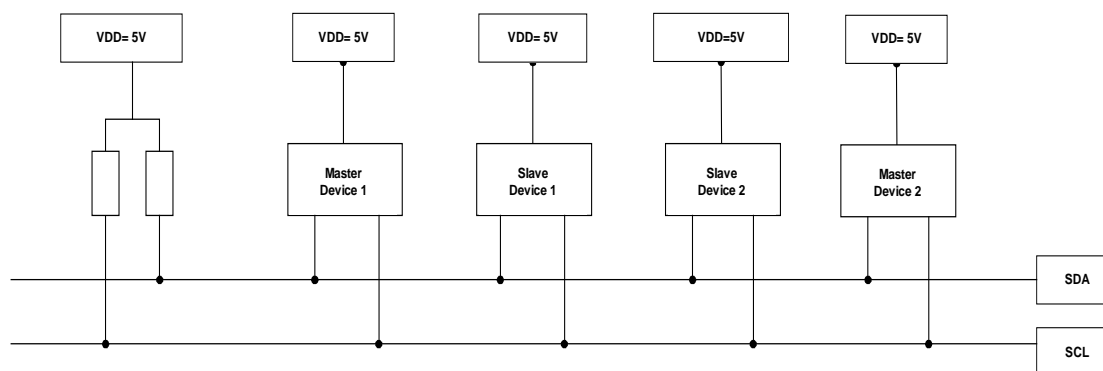 VDD= 5V
VDD= 5V
VDD= 5V
VDD=5V
VDD= 5V
Master
Device 1
Slave
Device 1
Slave
Device 2
Master
Device 2
SDA
SCL